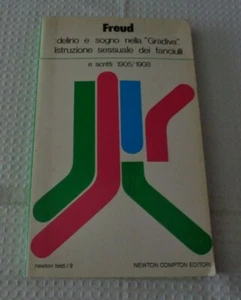 Freud
delirio e sogno nella "Gradiva"
Istruzione sessuale dei fanciulli
e scritti 1905/1908
newton testi/9
NEWTON COMPTON EDITORI